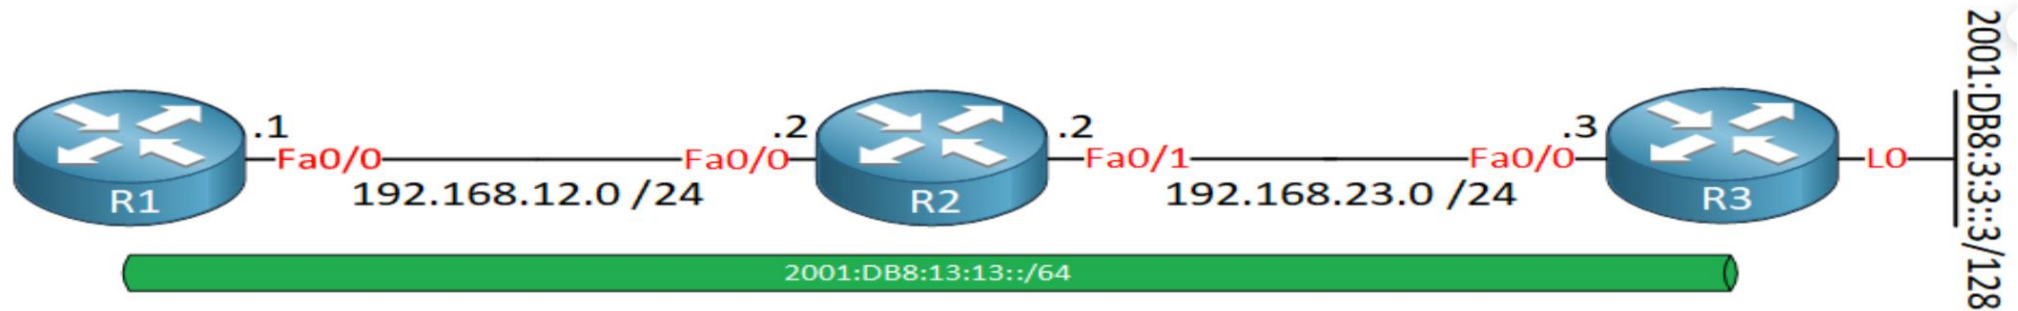 .1
Fa0/0
192.168.12.0 /24
.2
Fa0/0
.2
Fa0/1
192.168.23.0 /24
.3
Fa0/0
L0
R1
R2
R3
2001:DB8:3:3::3/128
2001:DB8:13:13::/64